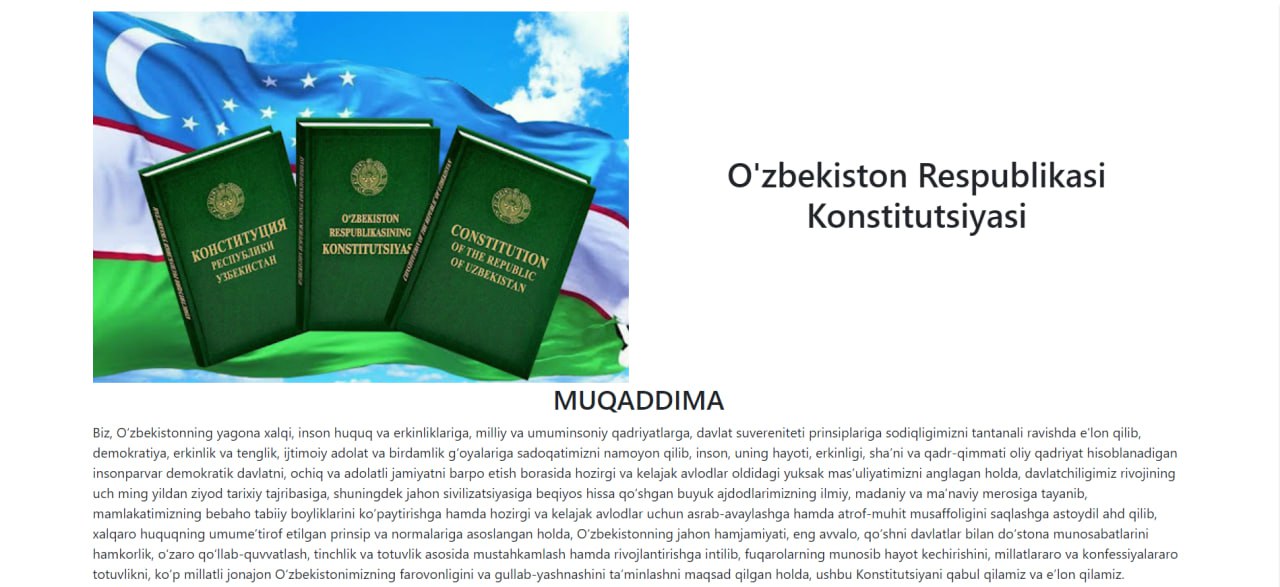 КОНСТИТУЦИЯ
РЕСПУБЛИКИ
УЗБЕКИСТАН
O‘ZBEKISTON
RESPUBLIKASINING
KONSTITUTSIYAS
CONSTITUTION OF THE REPUBLIC OF UZBEKISTAN
CONSTITUTION
OF THE REPUBLIC
OF UZBEKISTAN
O'zbekiston Respublikasi
Konstitutsiyasi
MUQADDIMA
Biz, O‘zbekistonning yagona xalqi, inson huquq va erkinliklariga, milliy va umuminsoniy qadriyatlarga, davlat suvereniteti prinsiplariga sodiqligimizni tantanali ravishda e’lon qilib,
demokratiya, erkinlik va tenglik, ijtimoiy adolat va birdamlik g‘oyalariga sadoqatimizni namoyon qilib, inson, uning hayoti, erkinligi, sha’ni va qadr-qimmati oliy qadriyat hisoblanadigan
insonparvar demokratik davlatni, ochiq va adolatli jamiyatni barpo etish borasida hozirgi va kelajak avlodlar oldidagi yuksak mas’uliyatimizni anglagan holda, davlatchiligimiz rivojining
uch ming yildan ziyod tarixiy tajribasiga, shuningdek jahon sivilizatsiyasiga beqiyos hissa qo‘shgan buyuk ajdodlarimizning ilmiy, madaniy va ma’naviy merosiga tayanib,
mamlakatimizning bebaho tabiiy boyliklarini ko‘paytirishga hamda hozirgi va kelajak avlodlar uchun asrab-avaylashga hamda atrof-muhit musaffoligini saqlashga astoydil ahd qilib,
xalqaro huquqning umume’tirof etilgan prinsip va normalariga asoslangan holda, O‘zbekistonning jahon hamjamiyati, eng avvalo, qo‘shni davlatlar bilan do‘stona munosabatlarini
hamkorlik, o‘zaro qo‘llab-quvvatlash, tinchlik va totuvlik asosida mustahkamlash hamda rivojlantirishga intilib, fuqarolarning munosib hayot kechirishini, millatlararo va konfessiyalararo
totuvlikni, ko‘p millatli jonajon O‘zbekistonimizning farovonligini va gullab-yashnashini ta’minlashni maqsad qilgan holda, ushbu Konstitutsiyani qabul qilamiz va e’lon qilamiz.